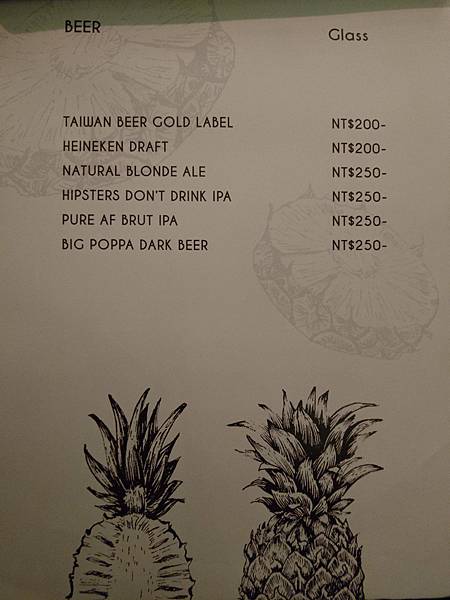 BEER Glass
TAIWAN BEER GOLD LABEL NT$200-
HEINEKEN DRAFT NT$200-
NATURAL BLONDE ALE NT$250-
HIPSTERS DON'T DRINK IPA NT$250-
PURE AF BRUT IPA NT$250-
BIG POPPA DARK BEER NT$250-